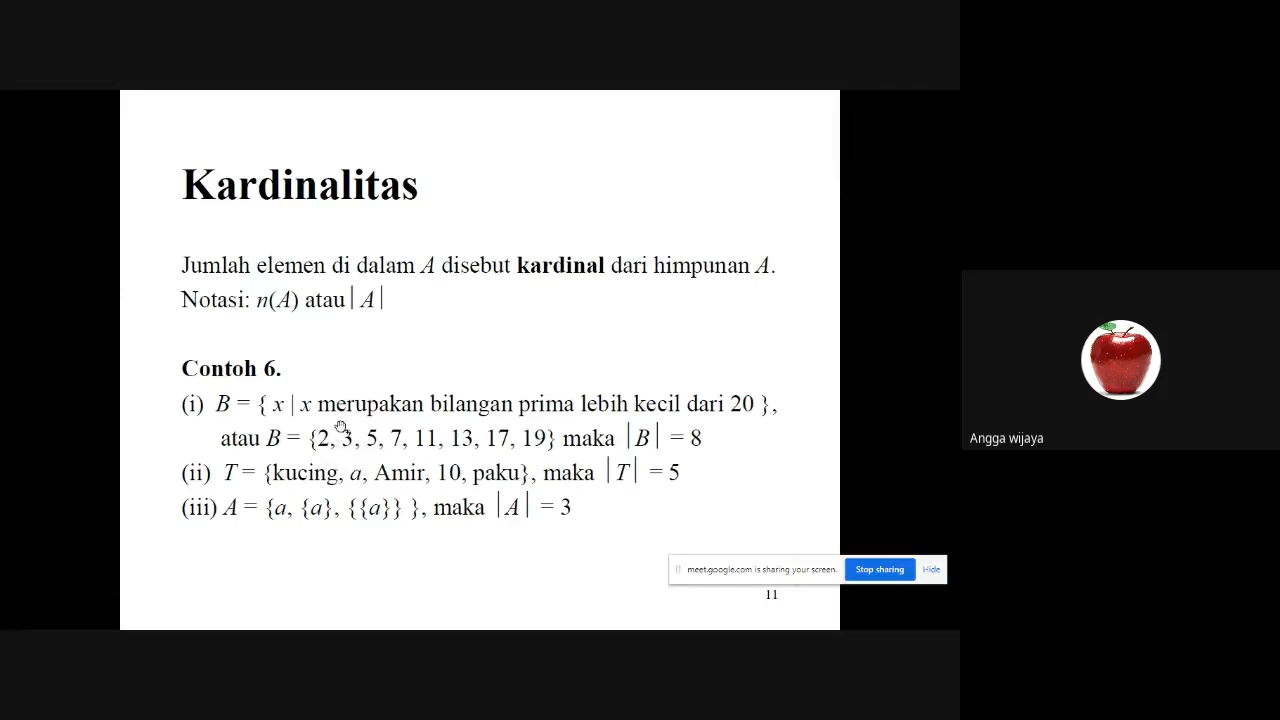 Kardinalitas
Jumlah elemen di dalam A disebut kardinal dari himpunan A.
Notasi: n(A) atau |A|
Contoh 6.
(i) B = { x | x merupakan bilangan prima lebih kecil dari 20 },
atau B = {2, 3, 5, 7, 11, 13, 17, 19} maka |B| = 8
(ii) T = {kucing, a, Amir, 10, paku}, maka |T| = 5
(iii) A = {a, {a}, {{a}} }, maka |A| = 3
meet.google.com is sharing your screen. Stop sharing Hide
11
Angga wijaya